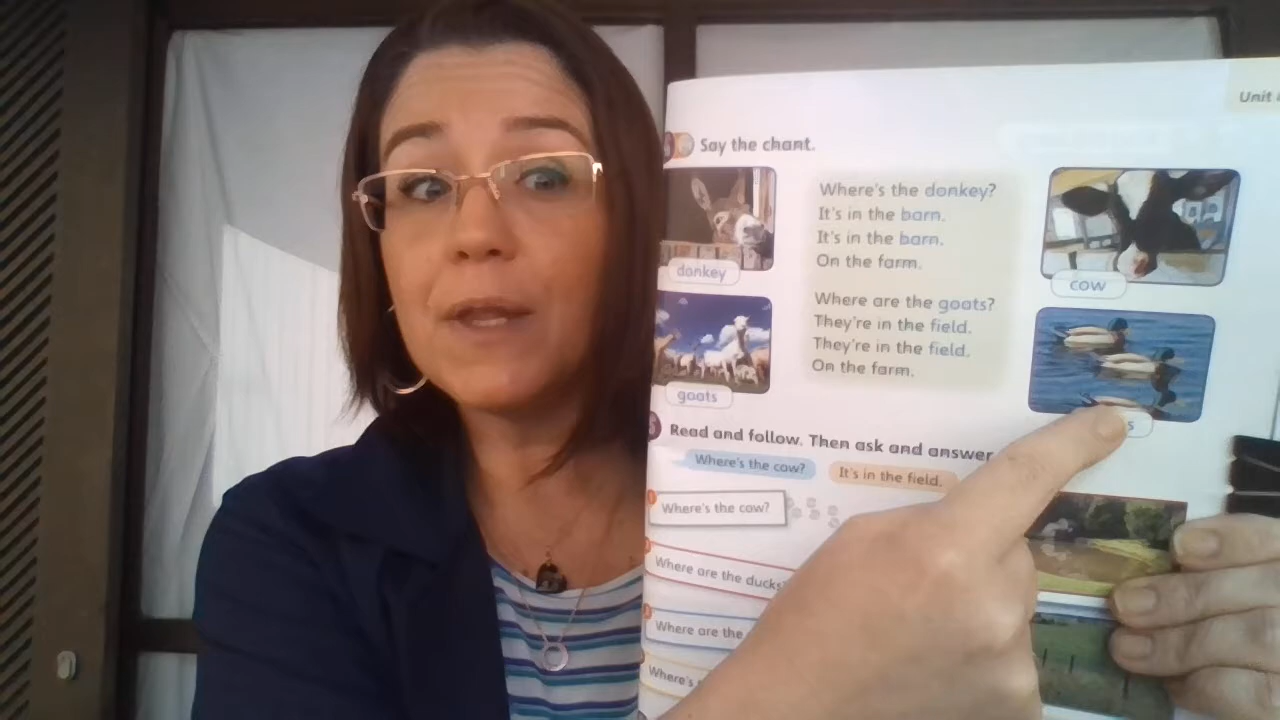 Unit
Say the chant.
donkey
Where's the donkey?
It's in the barn.
It's in the barn.
On the farm.
Where are the goats?
They're in the field.
They're in the field.
On the farm.
goats
cow
Read and follow. Then ask and answer
Where's the cow?
It's in the field.
1 Where's the cow?
Where are the ducks
Where are the
Where's